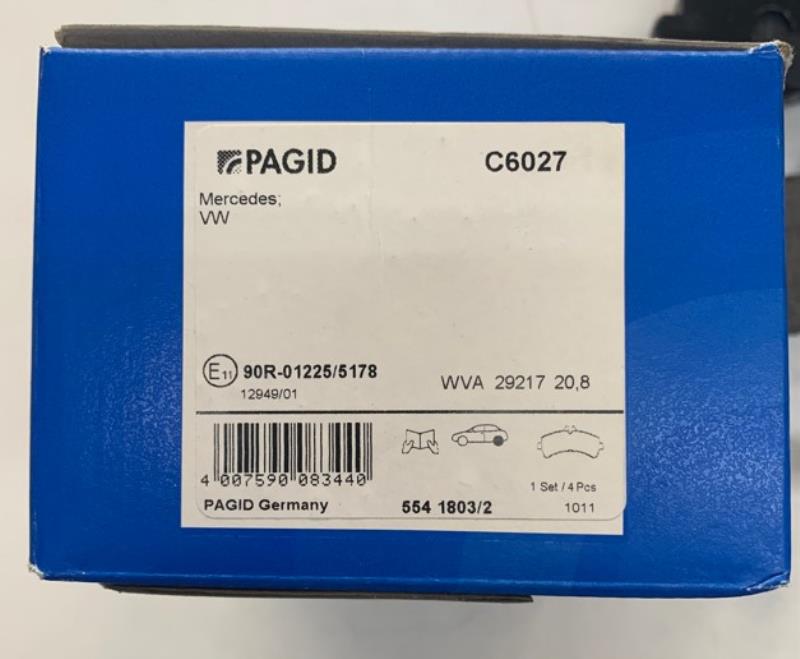 PAGID
C6027
Mercedes;
VW
E11 90R-01225/5178
12949/01
WVA 29217 20,8
4 007590 083440
1 Set / 4 Pcs
PAGID Germany
554 1803/2
1011